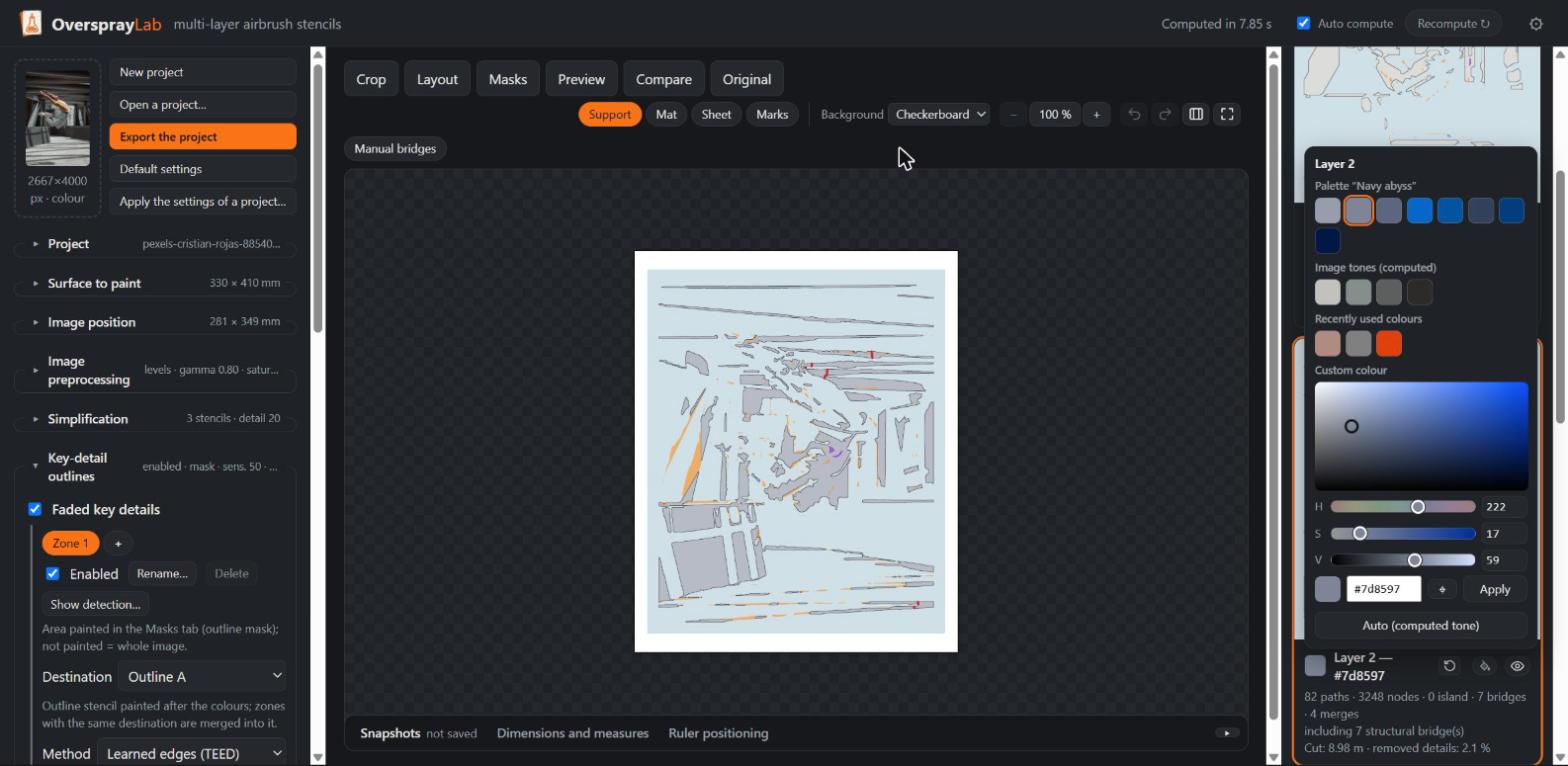 OversprayLab multi-layer airbrush stencils
Computed in 7.85 s Auto compute Recompute ↻
New project
Open a project...
Export the project
Default settings
Apply the settings of a project...
2667×4000
px · colour
Project pexels-cristian-rojas-88540...
Surface to paint 330 × 410 mm
Image position 281 × 349 mm
Image
preprocessing levels · gamma 0.80 · satur...
Simplification 3 stencils · detail 20
Key-detail
outlines enabled · mask · sens. 50 · ...
Faded key details
Zone 1 +
Enabled Rename... Delete
Show detection...
Area painted in the Masks tab (outline mask);
not painted = whole image.
Destination Outline A
Outline stencil painted after the colours; zones
with the same destination are merged into it.
Method Learned edges (TEED)
Crop Layout Masks Preview Compare Original
Support Mat Sheet Marks Background Checkerboard − 100 % +
Manual bridges
Snapshots not saved Dimensions and measures Ruler positioning
Layer 2
Palette “Navy abyss”
Image tones (computed)
Recently used colours
Custom colour
H 222
S 17
V 59
#7d8597 Apply
Auto (computed tone)
Layer 2 —
#7d8597
82 paths · 3248 nodes · 0 island · 7 bridges
· 4 merges
including 7 structural bridge(s)
Cut: 8.98 m · removed details: 2.1 %